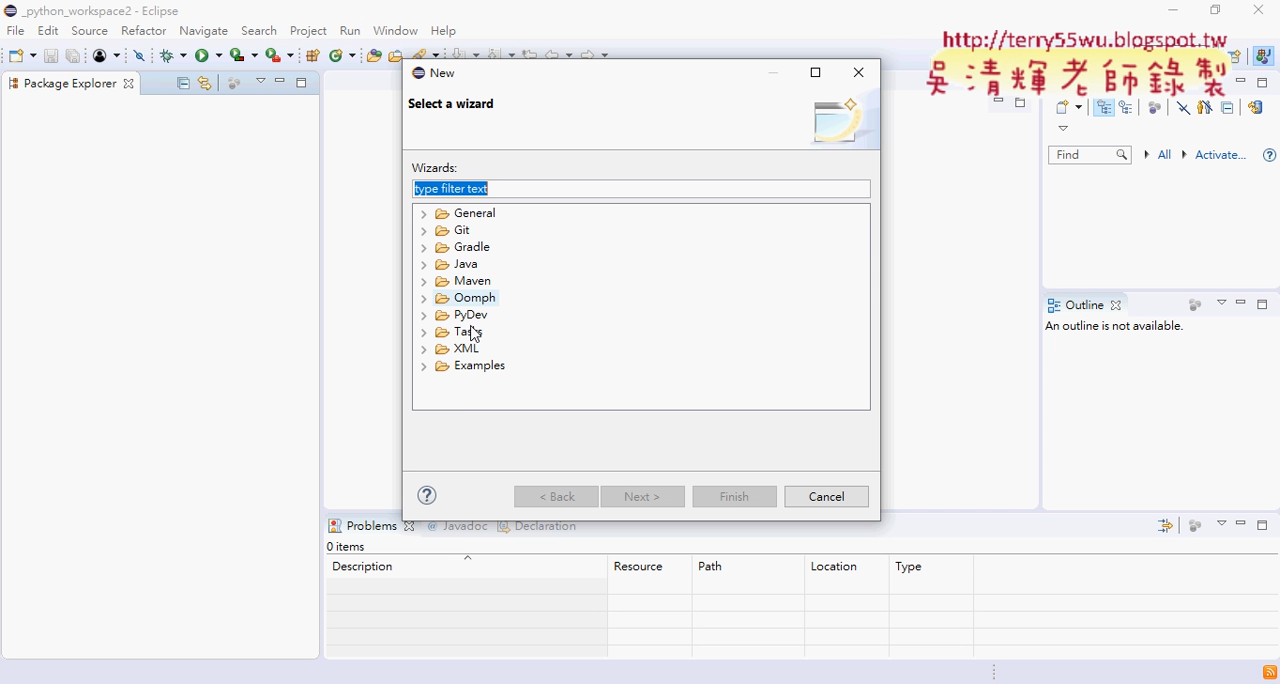 _python_workspace2 - Eclipse
File Edit Source Refactor Navigate Search Project Run Window Help
http://terry55wu.blogspot.tw
吳清輝老師錄製
Package Explorer
New
Select a wizard
Wizards:
type filter text
General
Git
Gradle
Java
Maven
Oomph
PyDev
Tasks
XML
Examples
< Back Next > Finish Cancel
Find All Activate...
Outline
An outline is not available.
Problems @ Javadoc Declaration
0 items
Description Resource Path Location Type